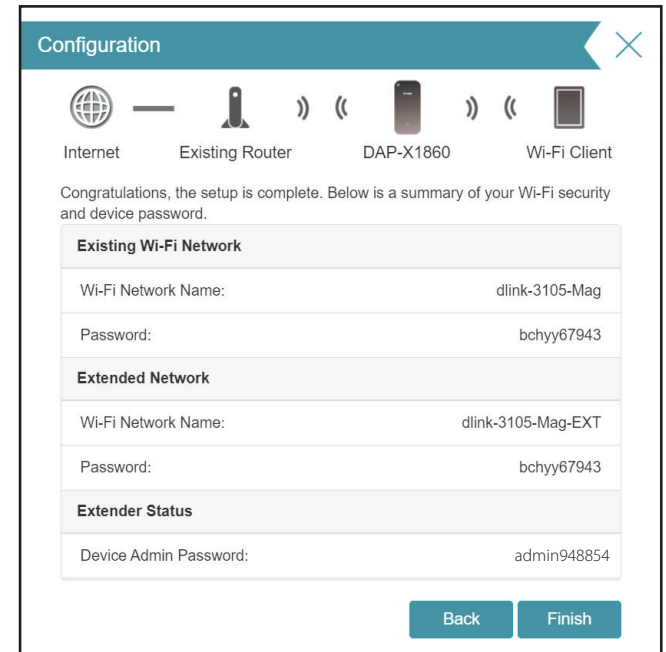 Configuration
Internet Existing Router DAP-X1860 Wi-Fi Client
Congratulations, the setup is complete. Below is a summary of your Wi-Fi security
and device password.
Existing Wi-Fi Network
Wi-Fi Network Name: dlink-3105-Mag
Password: bchyy67943
Extended Network
Wi-Fi Network Name: dlink-3105-Mag-EXT
Password: bchyy67943
Extender Status
Device Admin Password: admin948854
Back Finish